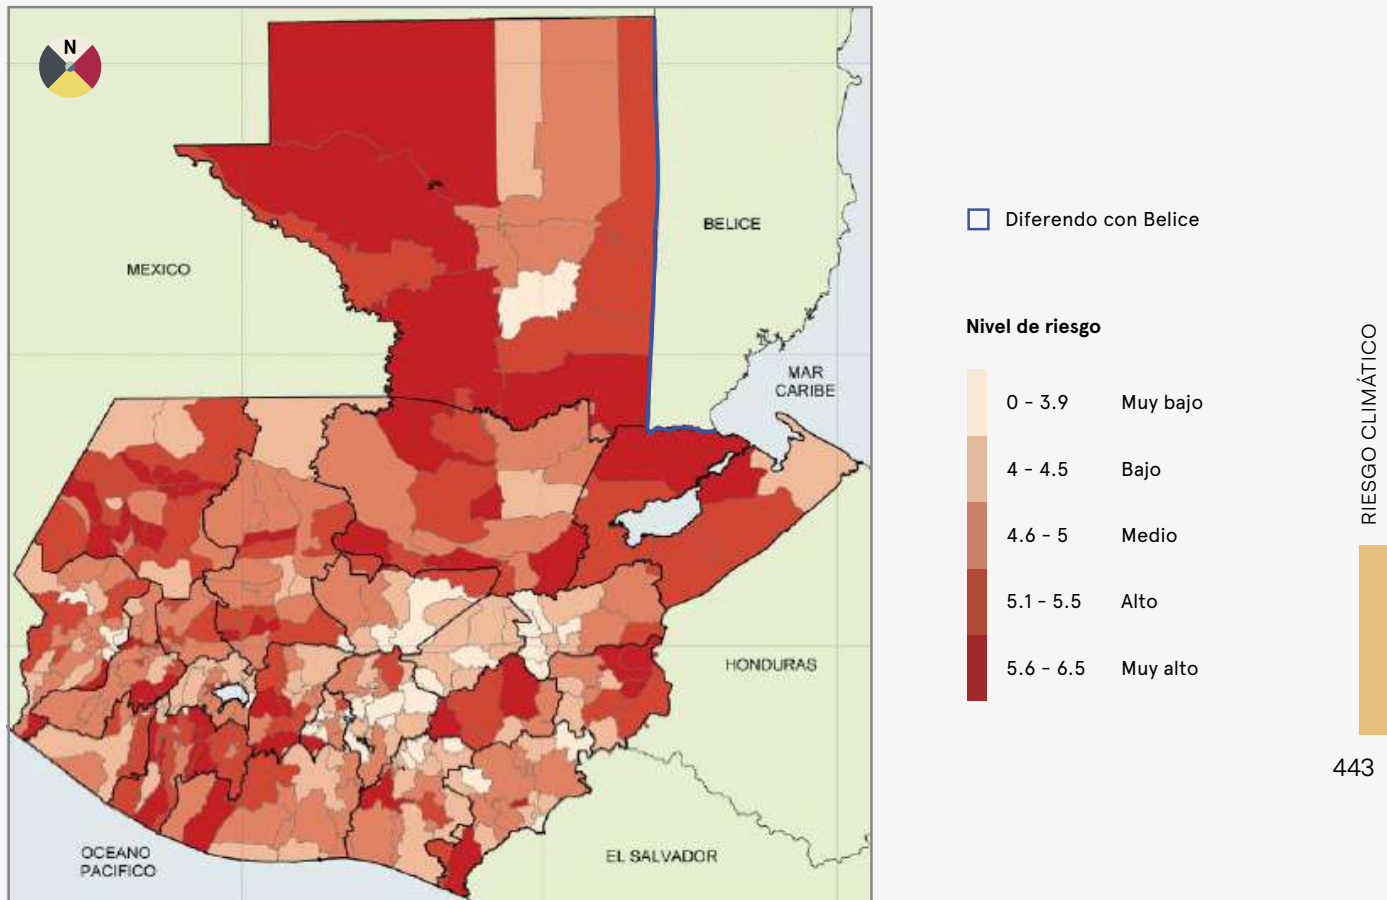 N
MEXICO
BELICE
MAR
CARIBE
HONDURAS
EL SALVADOR
OCEANO
PACIFICO
Diferendo con Belice
Nivel de riesgo
0 - 3.9 Muy bajo
4 - 4.5 Bajo
4.6 - 5 Medio
5.1 - 5.5 Alto
5.6 - 6.5 Muy alto
RIESGO CLIMÁTICO
443